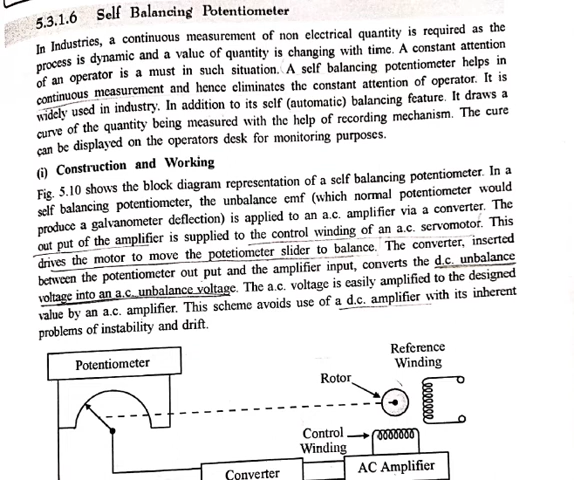 5.3.1.6 Self Balancing Potentiometer
In Industries, a continuous measurement of non electrical quantity is required as the
process is dynamic and a value of quantity is changing with time. A constant attention
of an operator is a must in such situation. A self balancing potentiometer helps in
continuous measurement and hence eliminates the constant attention of operator. It is
widely used in industry. In addition to its self (automatic) balancing feature. It draws a
curve of the quantity being measured with the help of recording mechanism. The cure
can be displayed on the operators desk for monitoring purposes.
(i) Construction and Working
Fig. 5.10 shows the block diagram representation of a self balancing potentiometer. In a
self balancing potentiometer, the unbalance emf (which normal potentiometer would
produce a galvanometer deflection) is applied to an a.c. amplifier via a converter. The
out put of the amplifier is supplied to the control winding of an a.c. servomotor. This
drives the motor to move the potetiometer slider to balance. The converter, inserted
between the potentiometer out put and the amplifier input, converts the d.c. unbalance
voltage into an a.c. unbalance voltage. The a.c. voltage is easily amplified to the designed
value by an a.c. amplifier. This scheme avoids use of a d.c. amplifier with its inherent
problems of instability and drift.
Potentiometer
Reference
Winding
Rotor
Control
Winding
Converter
AC Amplifier